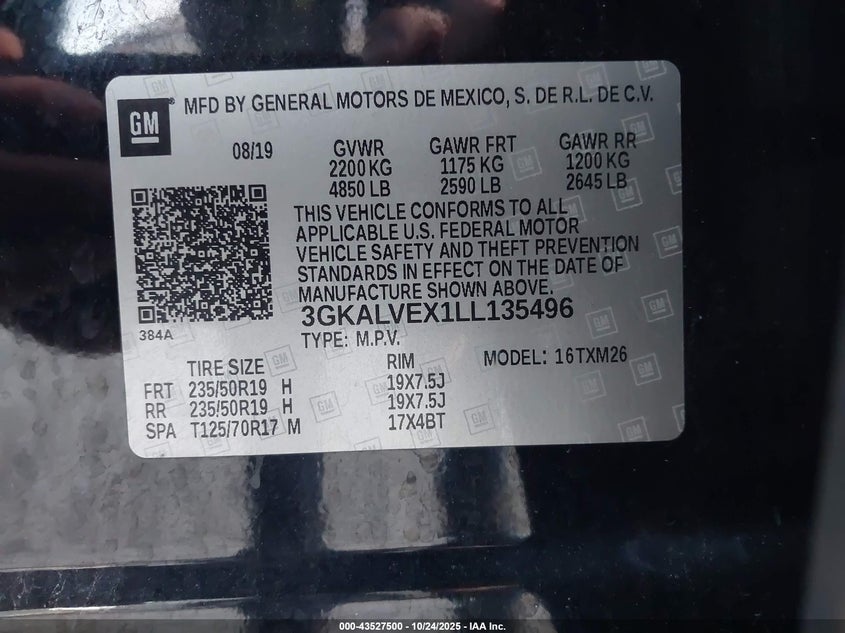 GM MFD BY GENERAL MOTORS DE MEXICO, S. DE R.L. DE C.V.
08/19 GVWR GAWR FRT GAWR RR
2200 KG 1175 KG 1200 KG
4850 LB 2590 LB 2645 LB
THIS VEHICLE CONFORMS TO ALL
APPLICABLE U.S. FEDERAL MOTOR
VEHICLE SAFETY AND THEFT PREVENTION
STANDARDS IN EFFECT ON THE DATE OF
MANUFACTURE SHOWN ABOVE.
3GKALVEX1LL135496
384A
TYPE: M.P.V.
MODEL: 16TXM26
TIRE SIZE RIM
FRT 235/50R19 H 19X7.5J
RR 235/50R19 H 19X7.5J
SPA T125/70R17 M 17X4BT
000-43527500 - 10/24/2025 - IAA Inc.